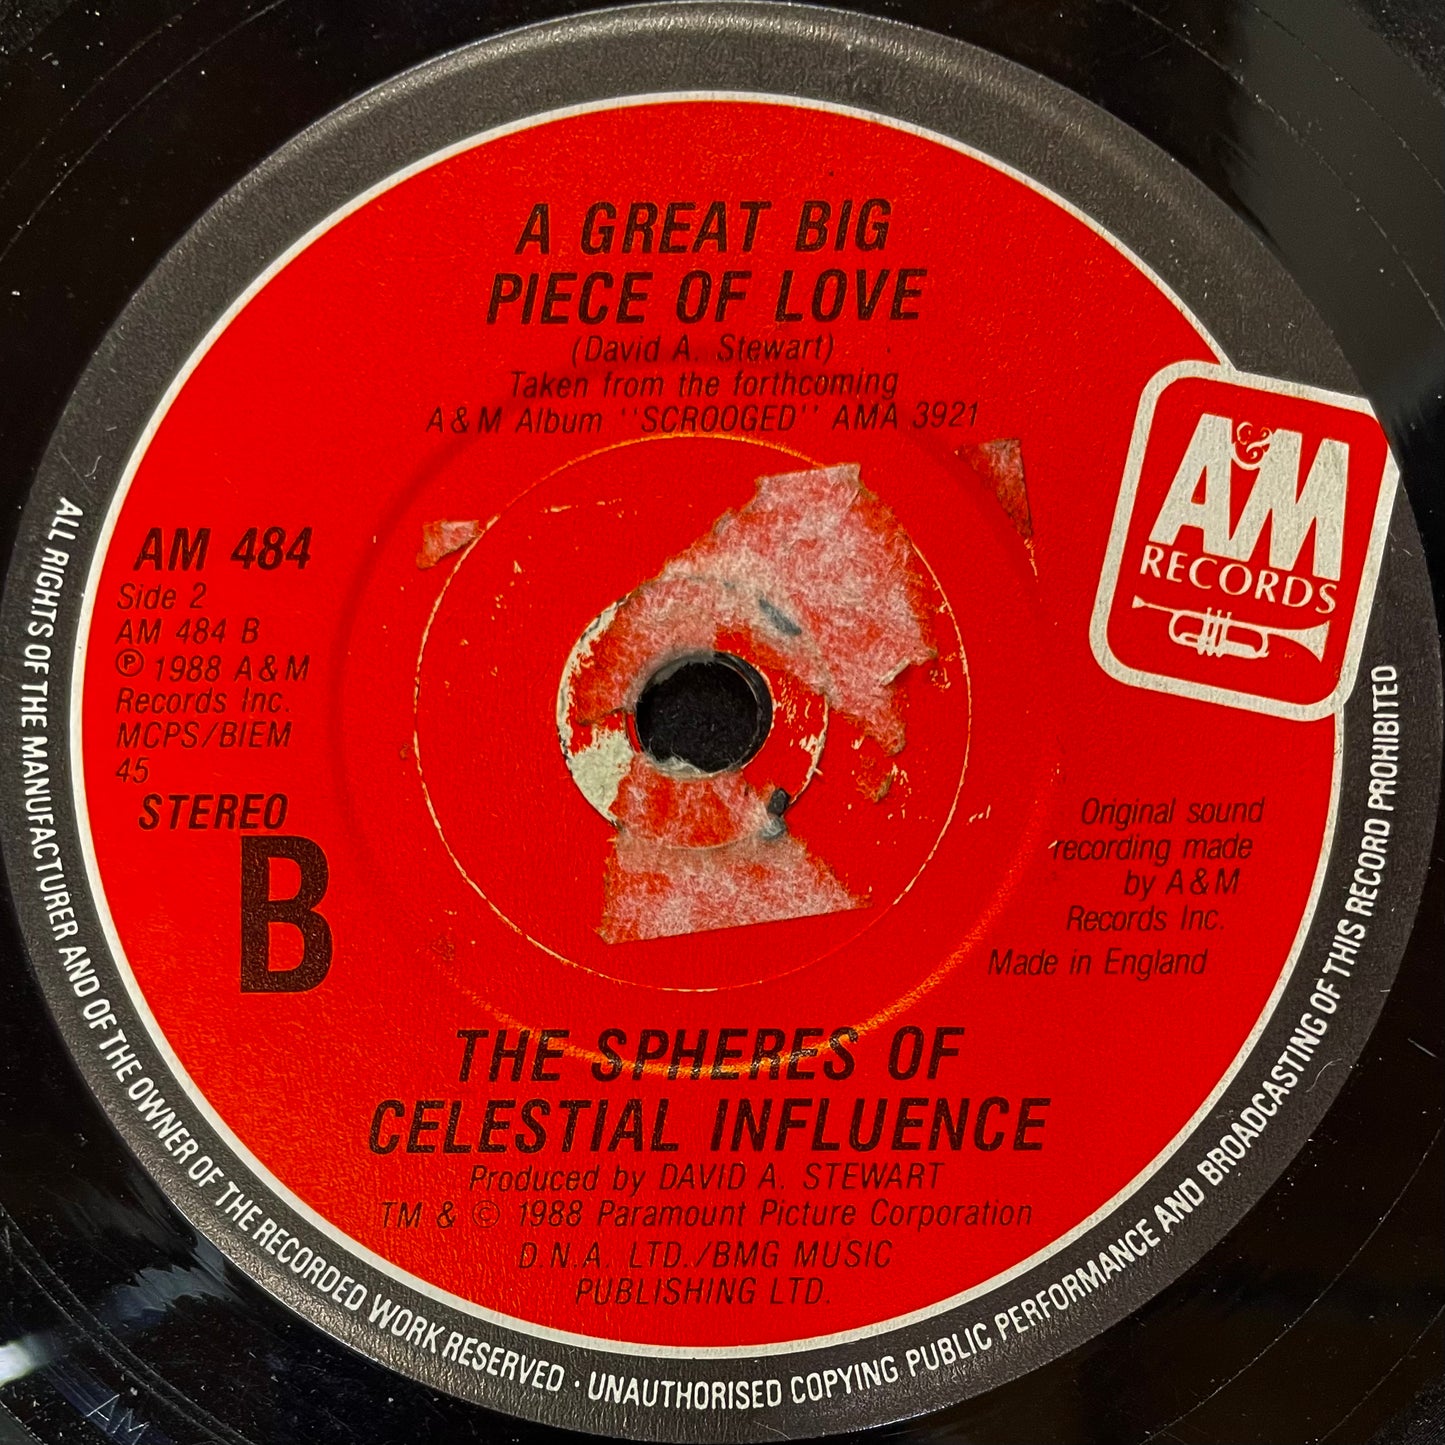 A GREAT BIG
PIECE OF LOVE
(David A. Stewart)
Taken from the forthcoming
A&M Album "SCROOGED" AMA 3921
A&M
RECORDS
AM 484
Side 2
AM 484 B
Ⓟ 1988 A&M
Records Inc.
MCPS/BIEM
45
STEREO
B
Original sound
recording made
by A&M
Records Inc.
Made in England
THE SPHERES OF
CELESTIAL INFLUENCE
Produced by DAVID A. STEWART
TM & © 1988 Paramount Picture Corporation
D.N.A. LTD./BMG MUSIC
PUBLISHING LTD.
ALL RIGHTS OF THE MANUFACTURER AND OF THE OWNER OF THE RECORDED WORK RESERVED · UNAUTHORISED COPYING PUBLIC PERFORMANCE AND BROADCASTING OF THIS RECORD PROHIBITED
AM